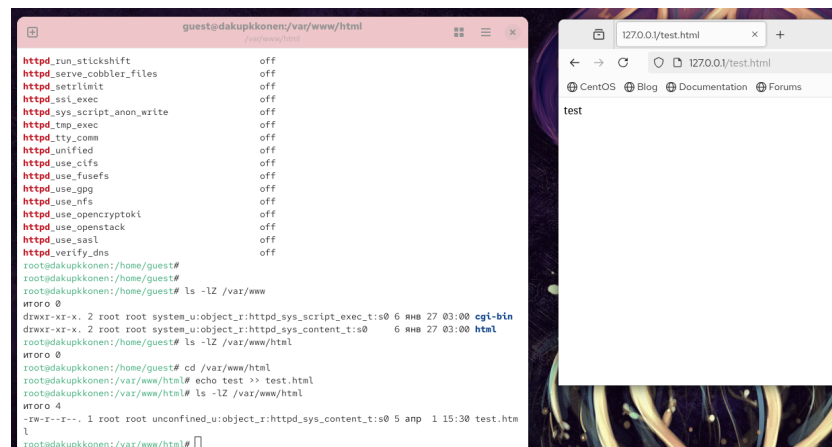 guest@dakupkkonen:/var/www/html
/var/www/html
httpd_run_stickshift off
httpd_serve_cobbler_files off
httpd_setrlimit off
httpd_ssi_exec off
httpd_sys_script_anon_write off
httpd_tmp_exec off
httpd_tty_comm off
httpd_unified off
httpd_use_cifs off
httpd_use_fusefs off
httpd_use_gpg off
httpd_use_nfs off
httpd_use_opencryptoki off
httpd_use_openstack off
httpd_use_sasl off
httpd_verify_dns off
root@dakupkkonen:/home/guest#
root@dakupkkonen:/home/guest#
root@dakupkkonen:/home/guest# ls -lZ /var/www
итого 0
drwxr-xr-x. 2 root root system_u:object_r:httpd_sys_script_exec_t:s0 6 янв 27 03:00 cgi-bin
drwxr-xr-x. 2 root root system_u:object_r:httpd_sys_content_t:s0 6 янв 27 03:00 html
root@dakupkkonen:/home/guest# ls -lZ /var/www/html
итого 0
root@dakupkkonen:/home/guest# cd /var/www/html
root@dakupkkonen:/var/www/html# echo test >> test.html
root@dakupkkonen:/var/www/html# ls -lZ /var/www/html
итого 4
-rw-r--r--. 1 root root unconfined_u:object_r:httpd_sys_content_t:s0 5 апр 1 15:30 test.htm
l
root@dakupkkonen:/var/www/html#
127.0.0.1/test.html
127.0.0.1/test.html
CentOS Blog Documentation Forums
test